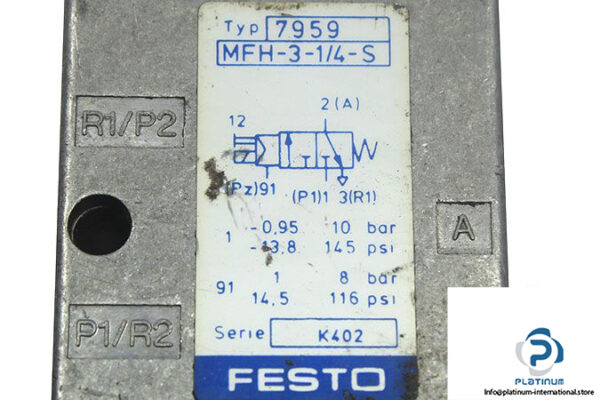 Typ 7959
MFH-3-1/4-S
R1/P2
2(A)
12
(Pz)91 (P1)1 3(R1)
A
1 -0,95 10 bar
-13,8 145 psi
91 1 8 bar
14,5 116 psi
P1/R2
Serie K402
FESTO
PLATINUM
Info@platinum-international.store